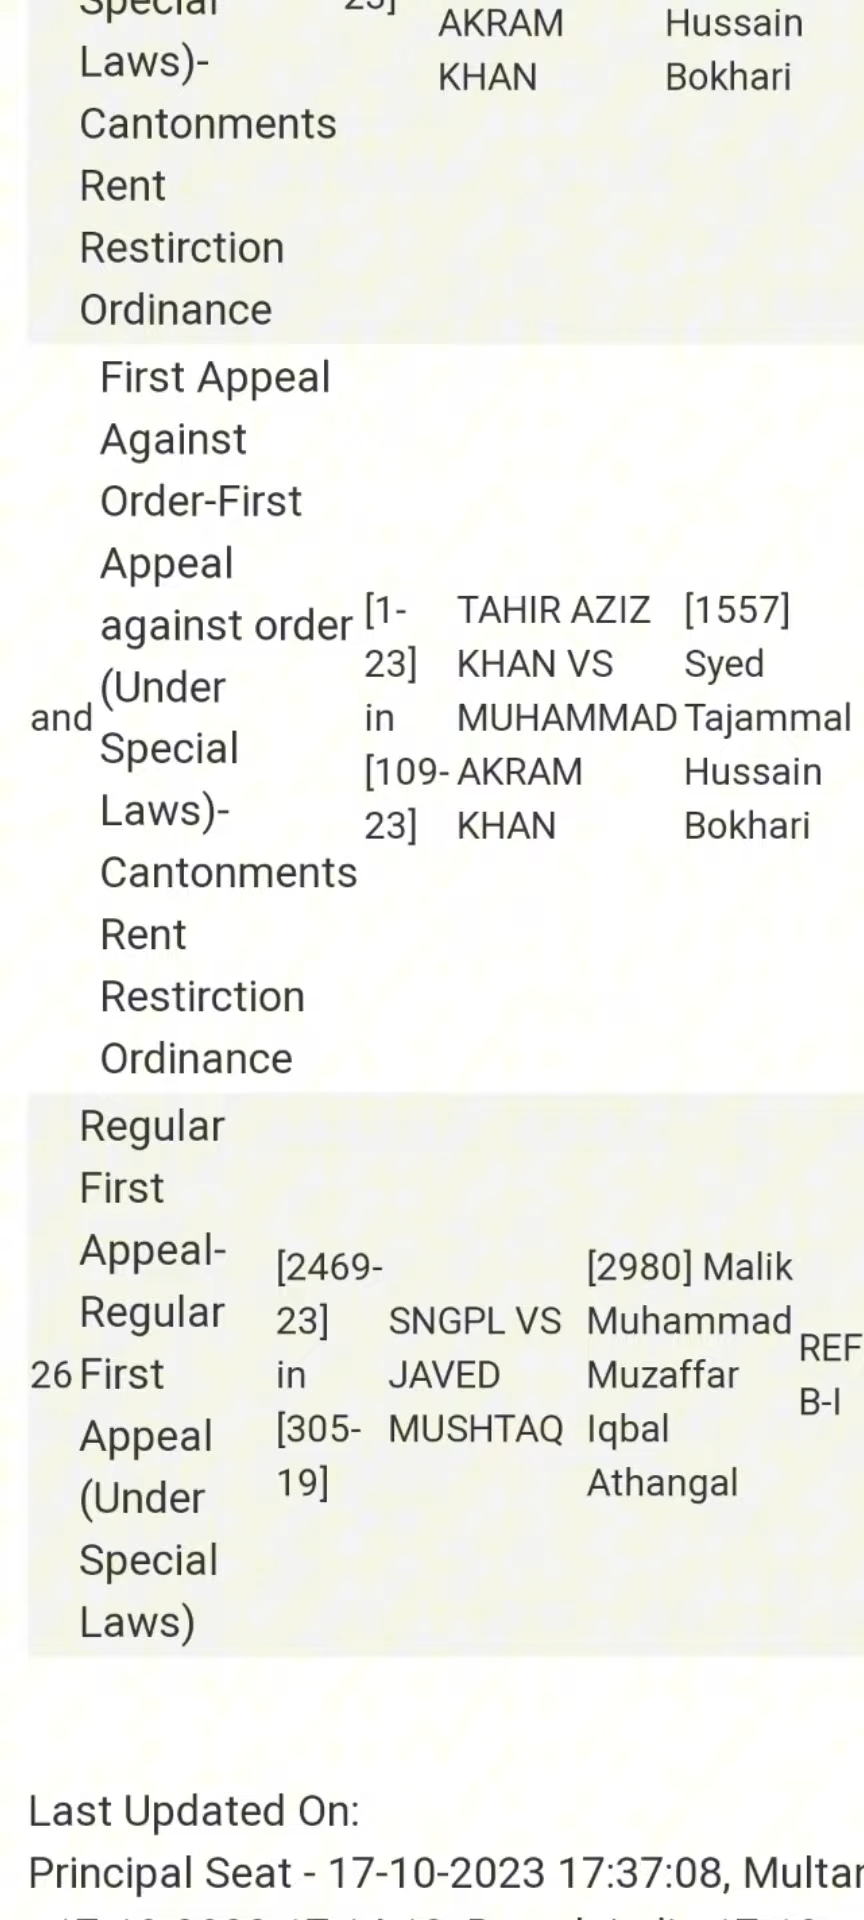 Special
23]
AKRAM
KHAN
Hussain
Bokhari
Laws)-
Cantonments
Rent
Restirction
Ordinance
and
First Appeal
Against
Order-First
Appeal
against order
(Under
Special
Laws)-
Cantonments
Rent
Restirction
Ordinance
[1-
23]
in
[109-
23]
TAHIR AZIZ
KHAN VS
MUHAMMAD
AKRAM
KHAN
[1557]
Syed
Tajammal
Hussain
Bokhari
26
Regular
First
Appeal-
Regular
First
Appeal
(Under
Special
Laws)
[2469-
23]
in
[305-
19]
SNGPL VS
JAVED
MUSHTAQ
[2980] Malik
Muhammad
Muzaffar
Iqbal
Athangal
REF
B-I
Last Updated On:
Principal Seat - 17-10-2023 17:37:08, Multan